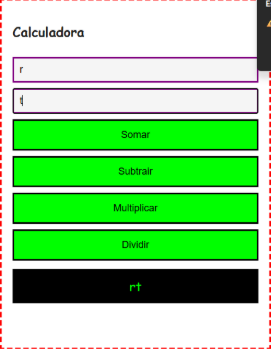 Calculadora
r
t
Somar
Subtrair
Multiplicar
Dividir
rt